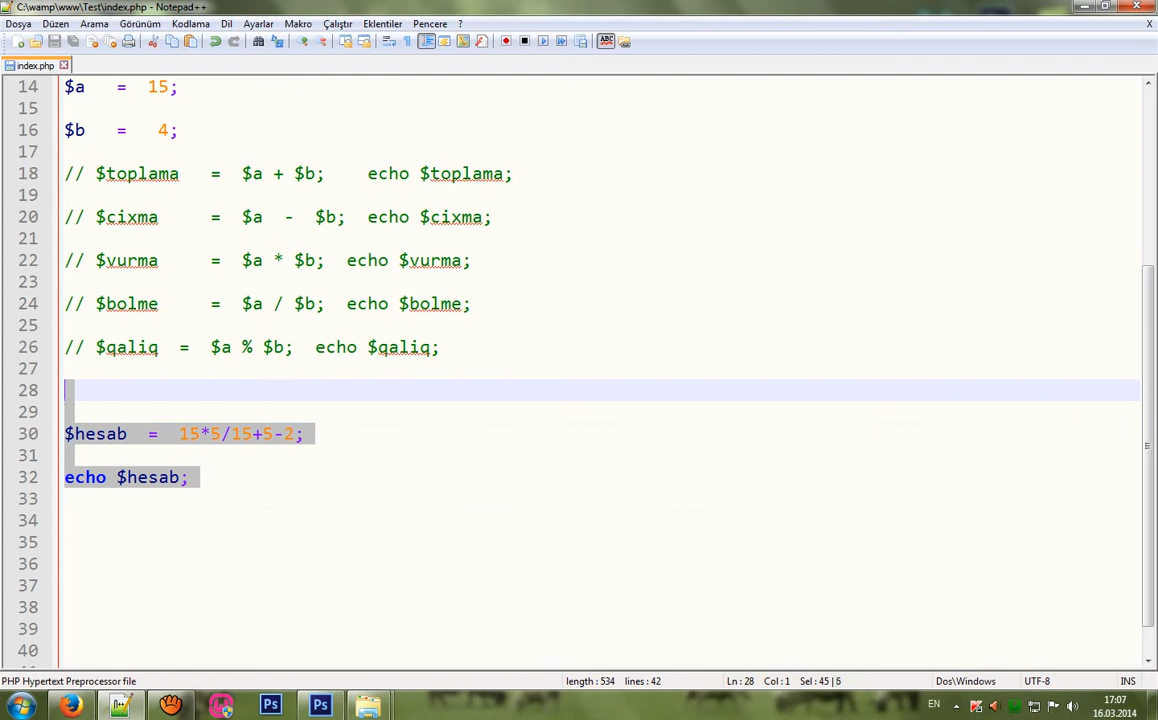 C:\wamp\www\Test\index.php - Notepad++
Dosya Düzen Arama Görünüm Kodlama Dil Ayarlar Makro Çalıştır Eklentiler Pencere ? X
index.php
14 $a = 15;
15
16 $b = 4;
17
18 // $toplama = $a + $b; echo $toplama;
19
20 // $cixma = $a - $b; echo $cixma;
21
22 // $vurma = $a * $b; echo $vurma;
23
24 // $bolme = $a / $b; echo $bolme;
25
26 // $qaliq = $a % $b; echo $qaliq;
27
28
29
30 $hesab = 15*5/15+5-2;
31
32 echo $hesab;
33
34
35
36
37
38
39
40
PHP Hypertext Preprocessor file length : 534 lines : 42 Ln : 28 Col : 1 Sel : 45 | 6 Dos\Windows UTF-8 INS
Ps Ps EN 17:07
16.03.2014